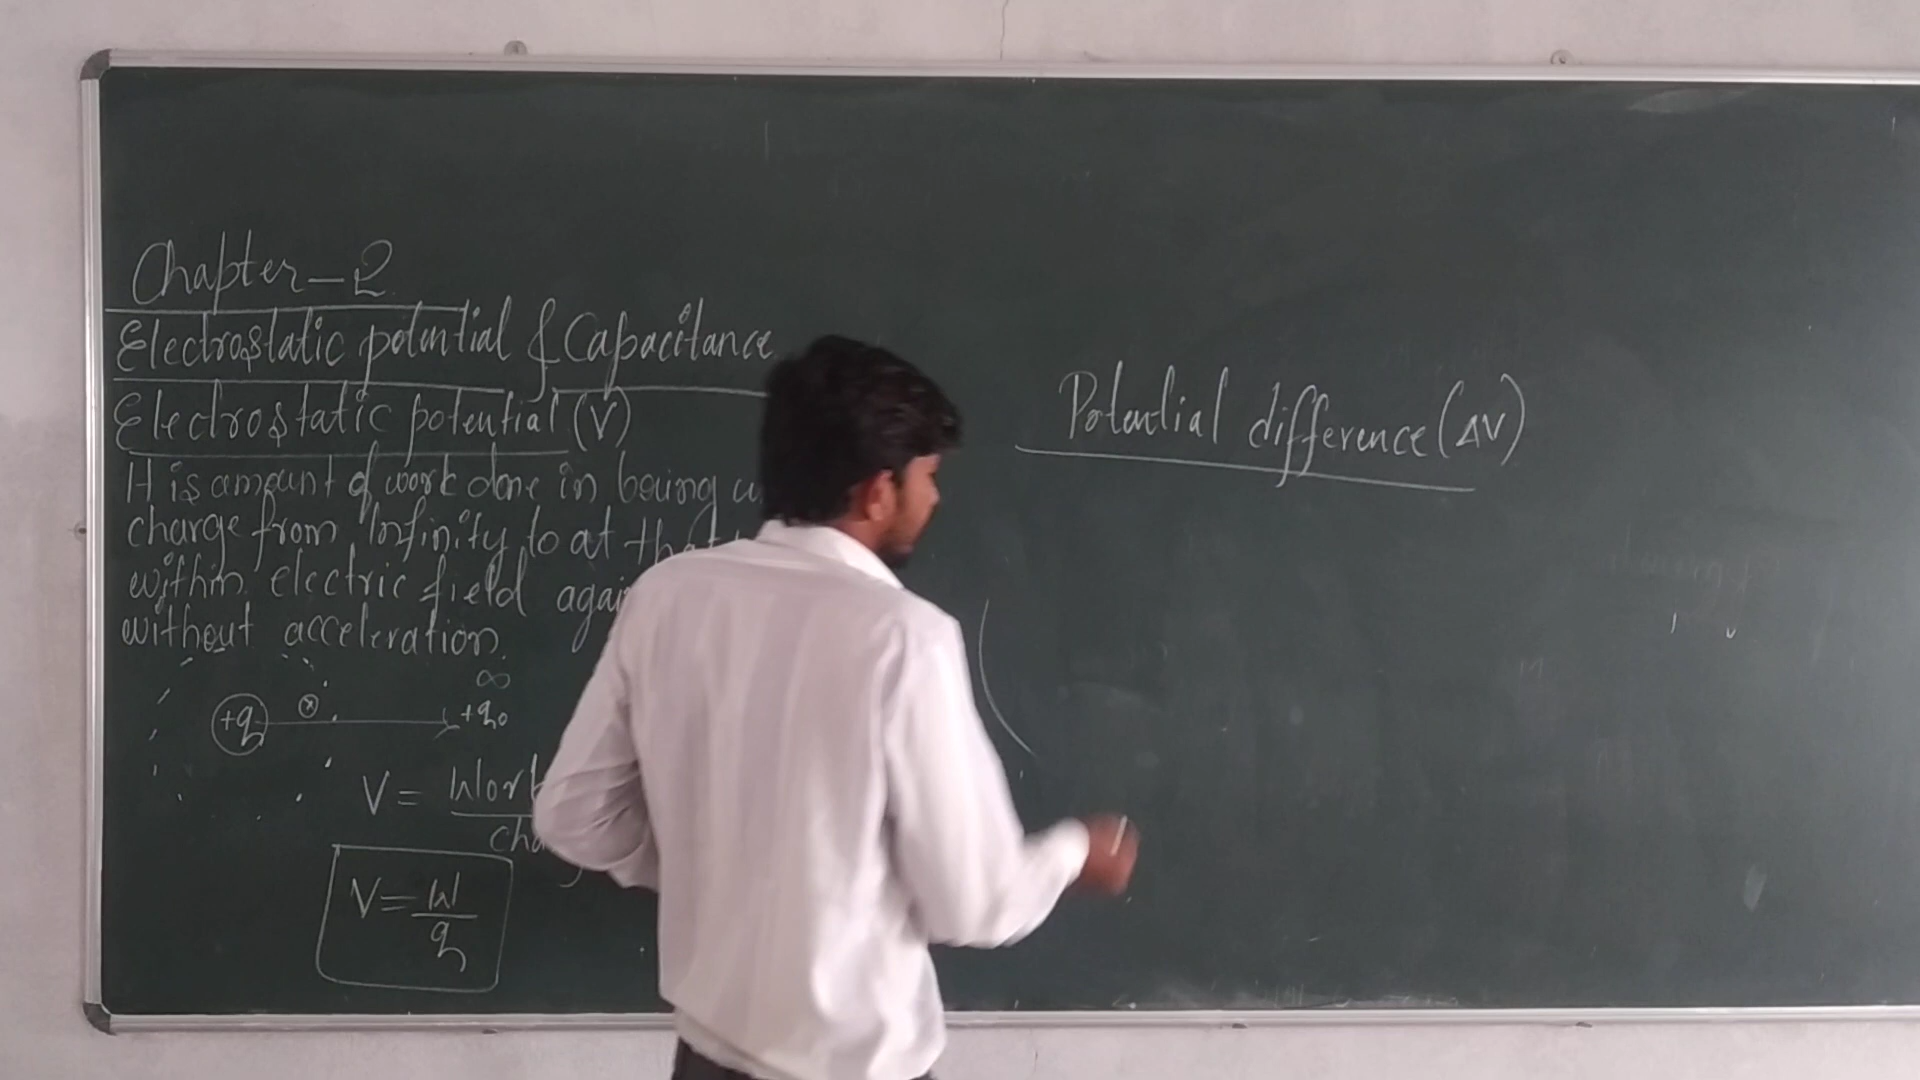 Chapter-2
Electrostatic potential & Capacitance
Electrostatic potential (V)
It is amount of work done in being
charge from Infinity to at that
within electric field
without acceleration.
∞
+q
+q₀
V =
V = W/q
Potential difference (ΔV)